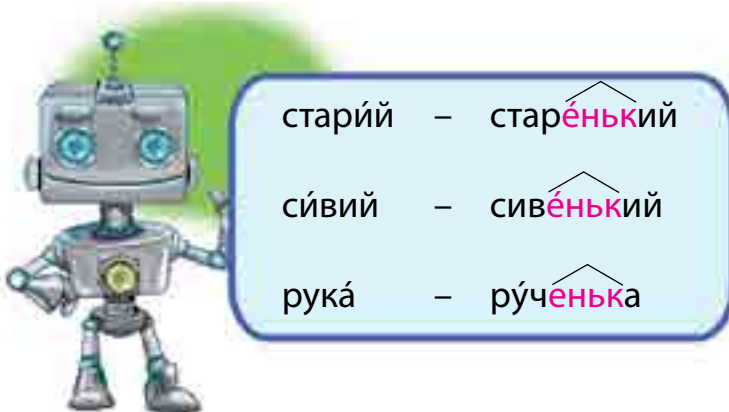 стари́й – старе́нький
си́вий – сиве́нький
рука́ – ру́ченька